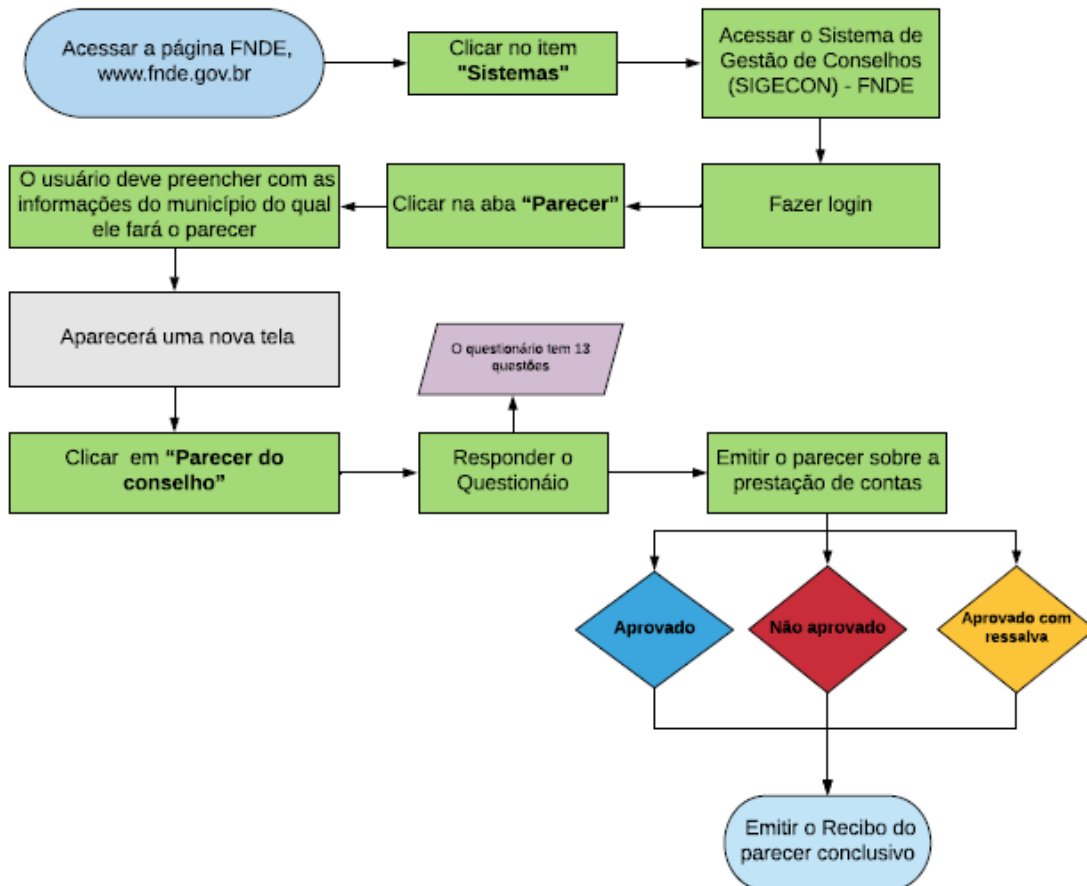 Acessar a página FNDE,
www.fnde.gov.br
Clicar no item
"Sistemas"
Acessar o Sistema de
Gestão de Conselhos
(SIGECON) - FNDE
Fazer login
Clicar na aba “Parecer”
O usuário deve preencher com as
informações do município do qual
ele fará o parecer
Aparecerá uma nova tela
Clicar em “Parecer do
conselho”
Responder o
Questionáio
O questionário tem 13
questões
Emitir o parecer sobre a
prestação de contas
Aprovado
Não aprovado
Aprovado com
ressalva
Emitir o Recibo do
parecer conclusivo